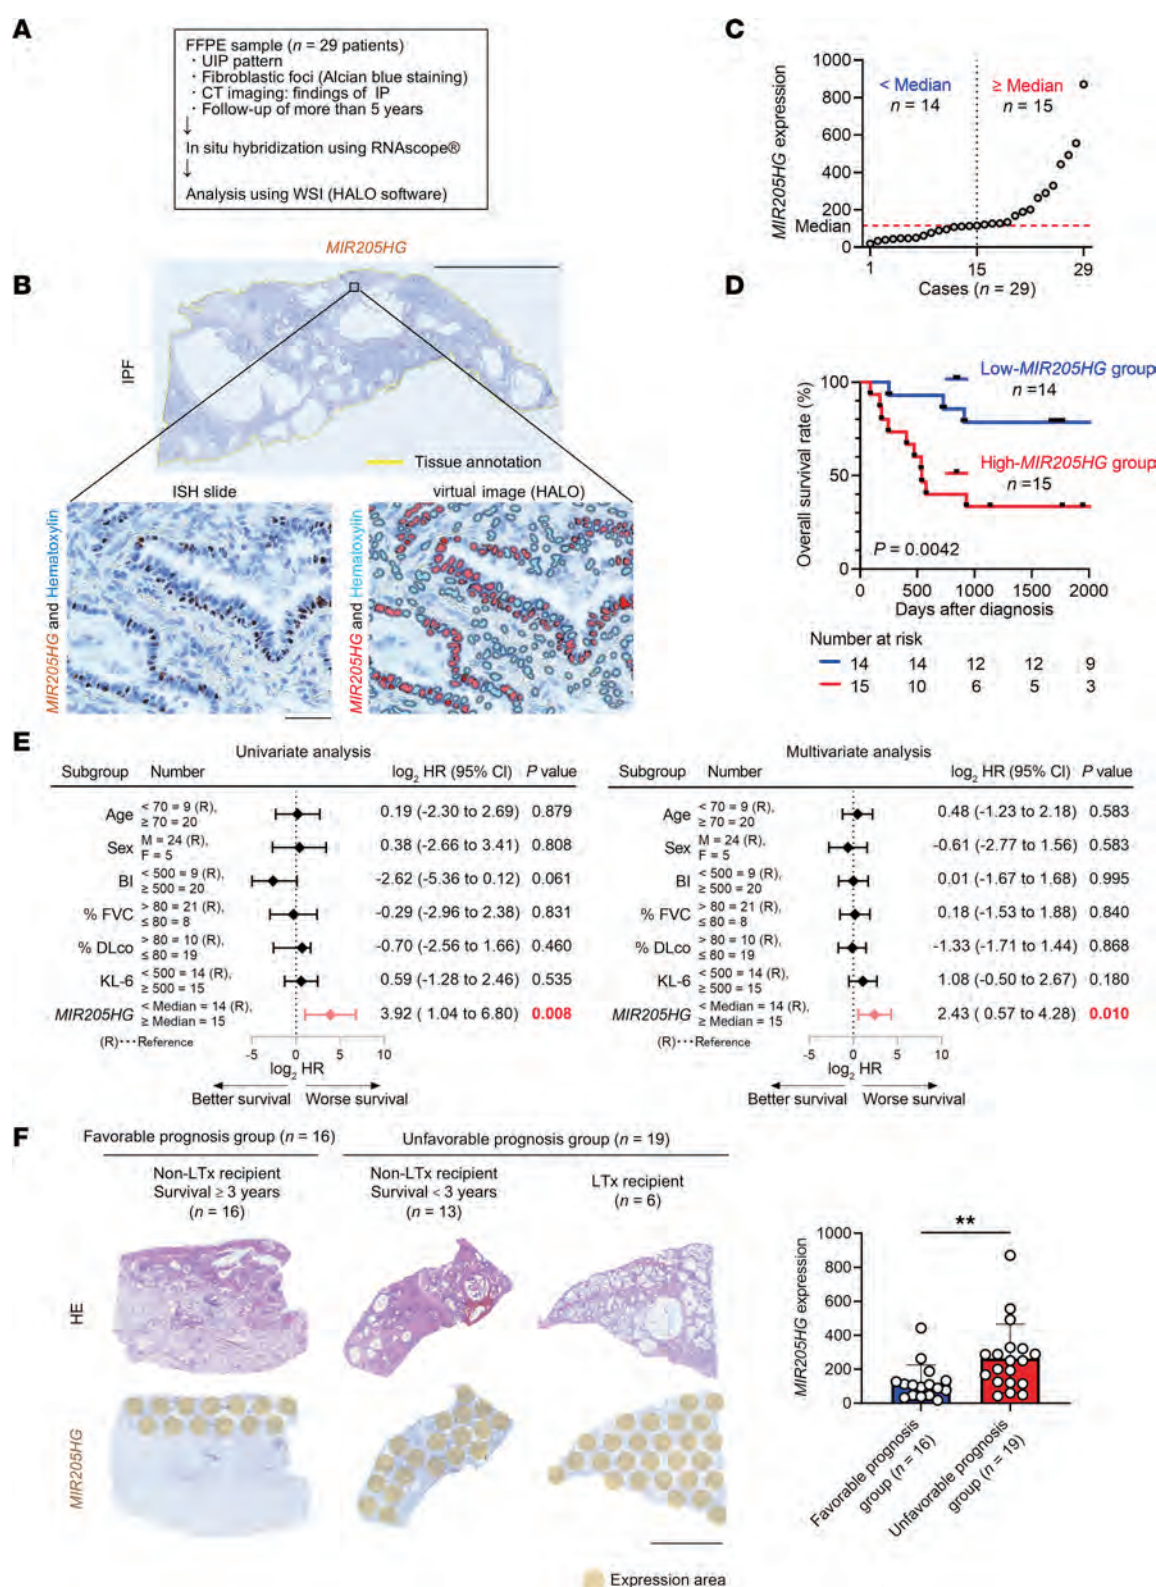 A
FFPE sample (n = 29 patients)
· UIP pattern
· Fibroblastic foci (Alcian blue staining)
· CT imaging: findings of IP
· Follow-up of more than 5 years
↓
In situ hybridization using RNAscope®
↓
Analysis using WSI (HALO software)
B
MIR205HG
IPF
Tissue annotation
ISH slide
virtual image (HALO)
MIR205HG and Hematoxylin
MIR205HG and Hematoxylin
C
MIR205HG expression
1000
800
600
400
200
Median
0
< Median
n = 14
≥ Median
n = 15
1 15 29
Cases (n = 29)
D
Overall survival rate (%)
100
50
0
Low-MIR205HG group
n =14
High-MIR205HG group
n =15
P = 0.0042
0 500 1000 1500 2000
Days after diagnosis
Number at risk
14 14 12 12 9
15 10 6 5 3
E
Univariate analysis
Subgroup Number log2 HR (95% CI) P value
Age < 70 = 9 (R), ≥ 70 = 20 0.19 (-2.30 to 2.69) 0.879
Sex M = 24 (R), F = 5 0.38 (-2.66 to 3.41) 0.808
BI < 500 = 9 (R), ≥ 500 = 20 -2.62 (-5.36 to 0.12) 0.061
% FVC > 80 = 21 (R), ≤ 80 = 8 -0.29 (-2.96 to 2.38) 0.831
% DLco > 80 = 10 (R), ≤ 80 = 19 -0.70 (-2.56 to 1.66) 0.460
KL-6 < 500 = 14 (R), ≥ 500 = 15 0.59 (-1.28 to 2.46) 0.535
MIR205HG < Median = 14 (R), ≥ Median = 15 3.92 ( 1.04 to 6.80) 0.008
(R)···Reference
-5 0 5 10
log2 HR
Better survival Worse survival
Multivariate analysis
Subgroup Number log2 HR (95% CI) P value
Age < 70 = 9 (R), ≥ 70 = 20 0.48 (-1.23 to 2.18) 0.583
Sex M = 24 (R), F = 5 -0.61 (-2.77 to 1.56) 0.583
BI < 500 = 9 (R), ≥ 500 = 20 0.01 (-1.67 to 1.68) 0.995
% FVC > 80 = 21 (R), ≤ 80 = 8 0.18 (-1.53 to 1.88) 0.840
% DLco > 80 = 10 (R), ≤ 80 = 19 -1.33 (-1.71 to 1.44) 0.868
KL-6 < 500 = 14 (R), ≥ 500 = 15 1.08 (-0.50 to 2.67) 0.180
MIR205HG < Median = 14 (R), ≥ Median = 15 2.43 ( 0.57 to 4.28) 0.010
(R)···Reference
-5 0 5 10
log2 HR
Better survival Worse survival
F
Favorable prognosis group (n = 16)
Unfavorable prognosis group (n = 19)
Non-LTx recipient
Survival ≥ 3 years
(n = 16)
Non-LTx recipient
Survival < 3 years
(n = 13)
LTx recipient
(n = 6)
HE
MIR205HG
Expression area
MIR205HG expression
1000
800
600
400
200
0
**
Favorable prognosis
group (n = 16)
Unfavorable prognosis
group (n = 19)